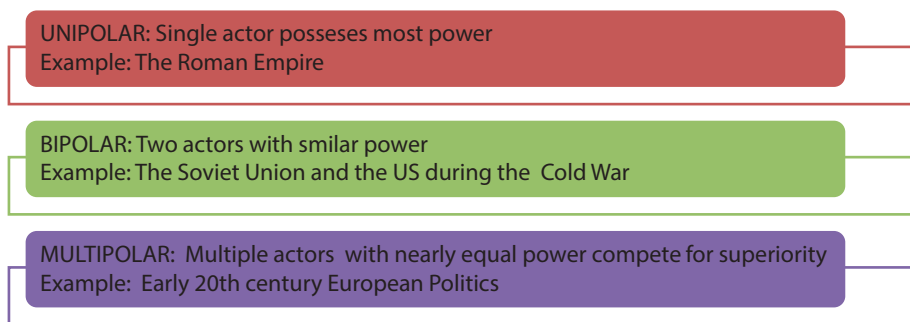 UNIPOLAR: Single actor posseses most power
Example: The Roman Empire
BIPOLAR: Two actors with smilar power
Example: The Soviet Union and the US during the Cold War
MULTIPOLAR: Multiple actors with nearly equal power compete for superiority
Example: Early 20th century European Politics